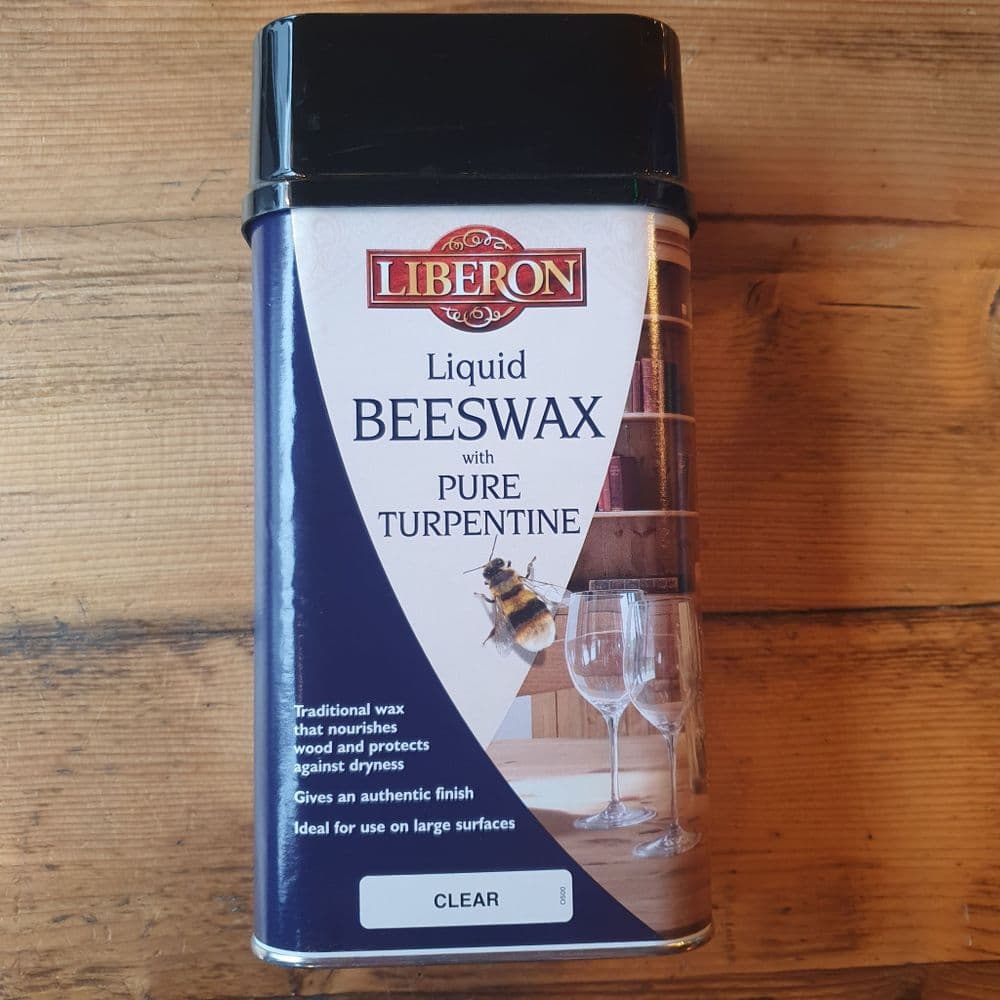 LIBERON
Liquid
BEESWAX
with
PURE
TURPENTINE
Traditional wax
that nourishes
wood and protects
against dryness
Gives an authentic finish
Ideal for use on large surfaces
CLEAR